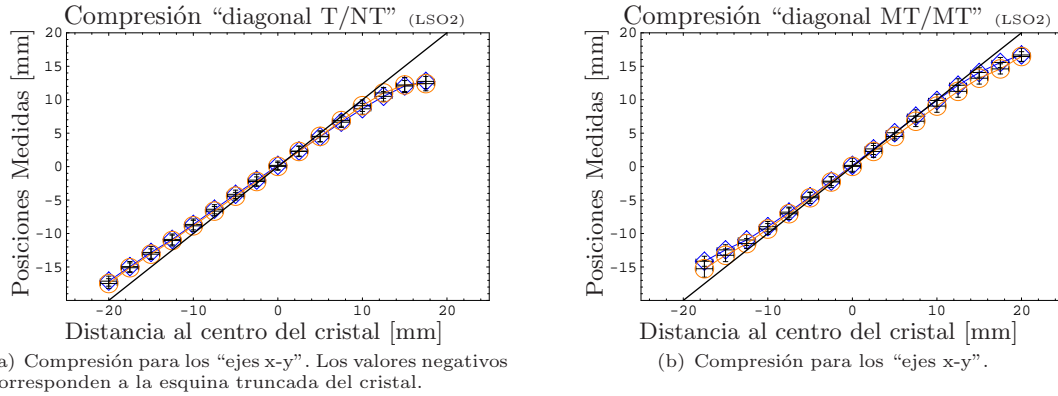 Compresión “diagonal T/NT” (LSO2)
Posiciones Medidas [mm]
20
15
10
5
0
−5
−10
−15
−20 −10 0 10 20
Distancia al centro del cristal [mm]
a) Compresión para los “ejes x-y”. Los valores negativos
orresponden a la esquina truncada del cristal.
Compresión “diagonal MT/MT” (LSO2)
Posiciones Medidas [mm]
20
15
10
5
0
−5
−10
−15
−20 −10 0 10 20
Distancia al centro del cristal [mm]
(b) Compresión para los “ejes x-y”.